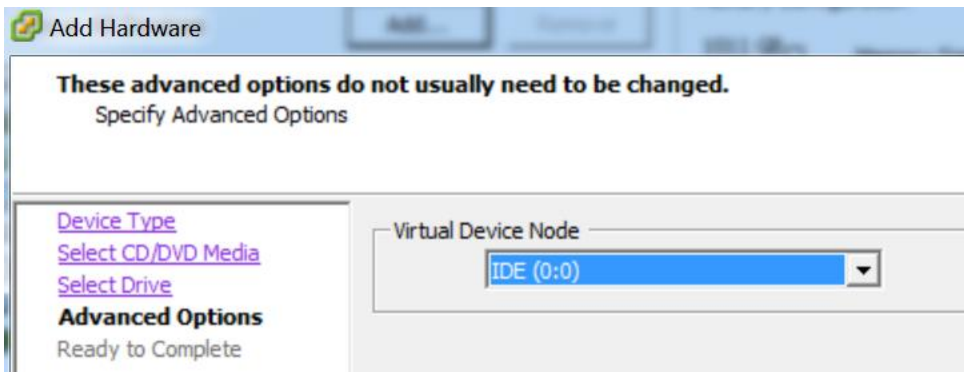 Add Hardware
These advanced options do not usually need to be changed.
Specify Advanced Options
Device Type
Select CD/DVD Media
Select Drive
Advanced Options
Ready to Complete
Virtual Device Node
IDE (0:0)